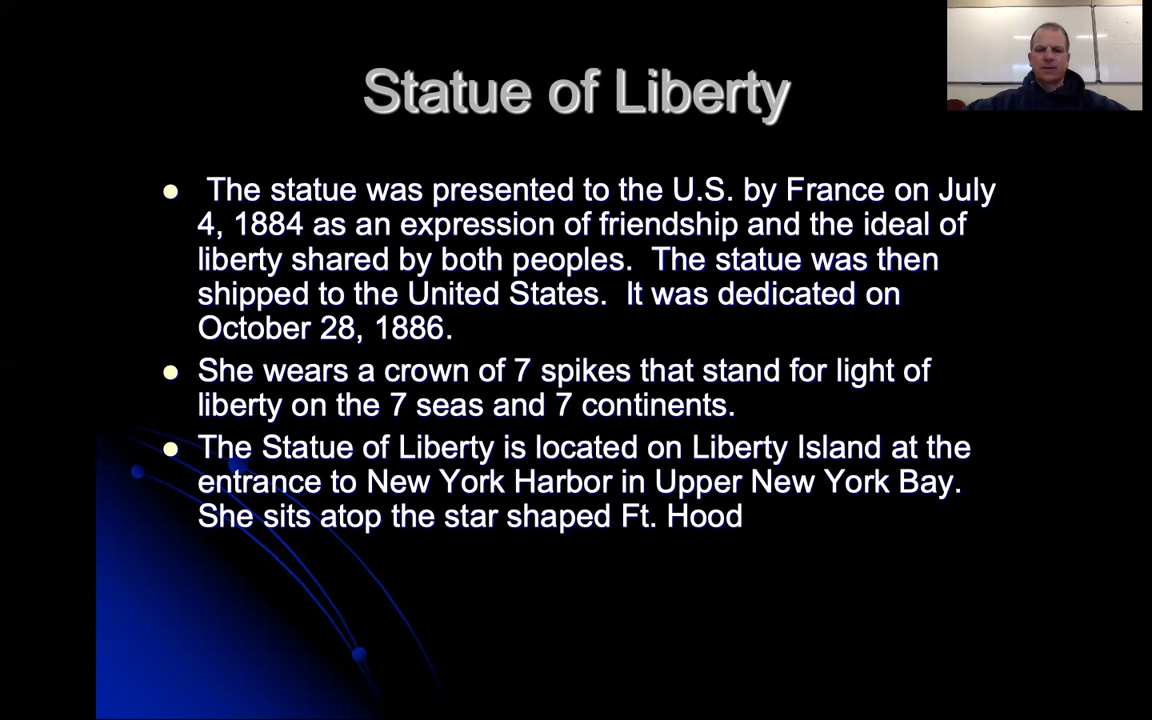 Statue of Liberty
The statue was presented to the U.S. by France on July
4, 1884 as an expression of friendship and the ideal of
liberty shared by both peoples.  The statue was then
shipped to the United States.  It was dedicated on
October 28, 1886.
She wears a crown of 7 spikes that stand for light of
liberty on the 7 seas and 7 continents.
The Statue of Liberty is located on Liberty Island at the
entrance to New York Harbor in Upper New York Bay.
She sits atop the star shaped Ft. Hood